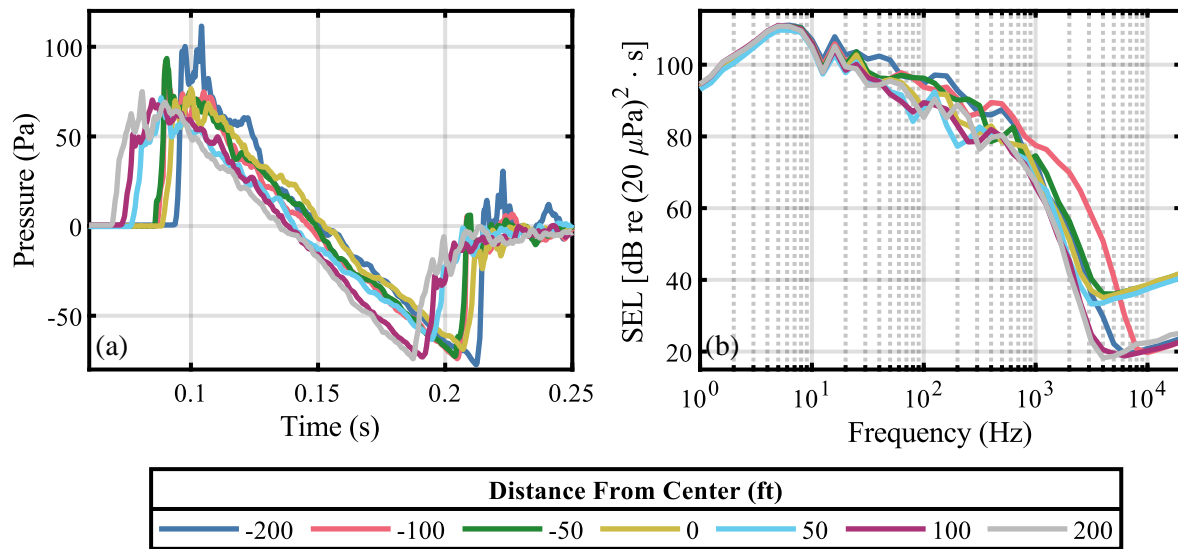 100
50
0
-50
Pressure (Pa)
(a)
0.1
0.15
0.2
0.25
Time (s)
100
80
60
40
20
SEL [dB re (20 μPa)² · s]
(b)
10⁰
10¹
10²
10³
10⁴
Frequency (Hz)
Distance From Center (ft)
-200 -100 -50 0 50 100 200